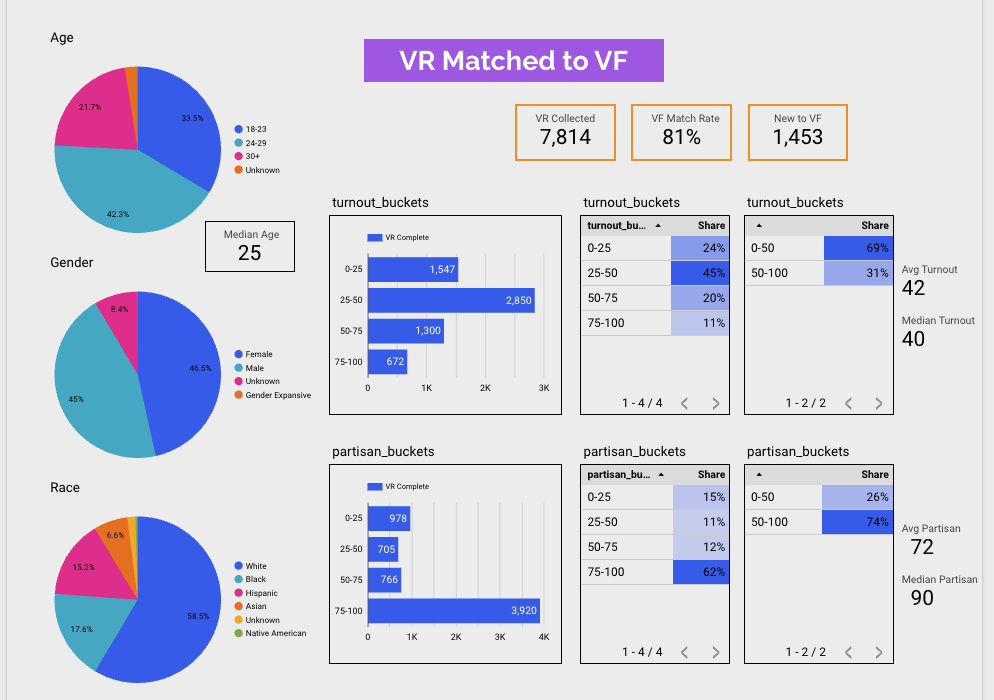 Age
VR Matched to VF
21.7%
33.5%
42.3%
18-23
24-29
30+
Unknown
VR Collected
7,814
VF Match Rate
81%
New to VF
1,453
Median Age
25
Gender
8.4%
46.5%
45%
Female
Male
Unknown
Gender Expansive
Race
6.6%
15.2%
17.6%
58.5%
White
Black
Hispanic
Asian
Unknown
Native American
turnout_buckets
VR Complete
0-25 1,547
25-50 2,850
50-75 1,300
75-100 672
0 1K 2K 3K
turnout_buckets
turnout_bu... Share
0-25 24%
25-50 45%
50-75 20%
75-100 11%
1 - 4 / 4
turnout_buckets
Share
0-50 69%
50-100 31%
1 - 2 / 2
Avg Turnout
42
Median Turnout
40
partisan_buckets
VR Complete
0-25 978
25-50 705
50-75 766
75-100 3,920
0 1K 2K 3K 4K
partisan_buckets
partisan_bu... Share
0-25 15%
25-50 11%
50-75 12%
75-100 62%
1 - 4 / 4
partisan_buckets
Share
0-50 26%
50-100 74%
1 - 2 / 2
Avg Partisan
72
Median Partisan
90